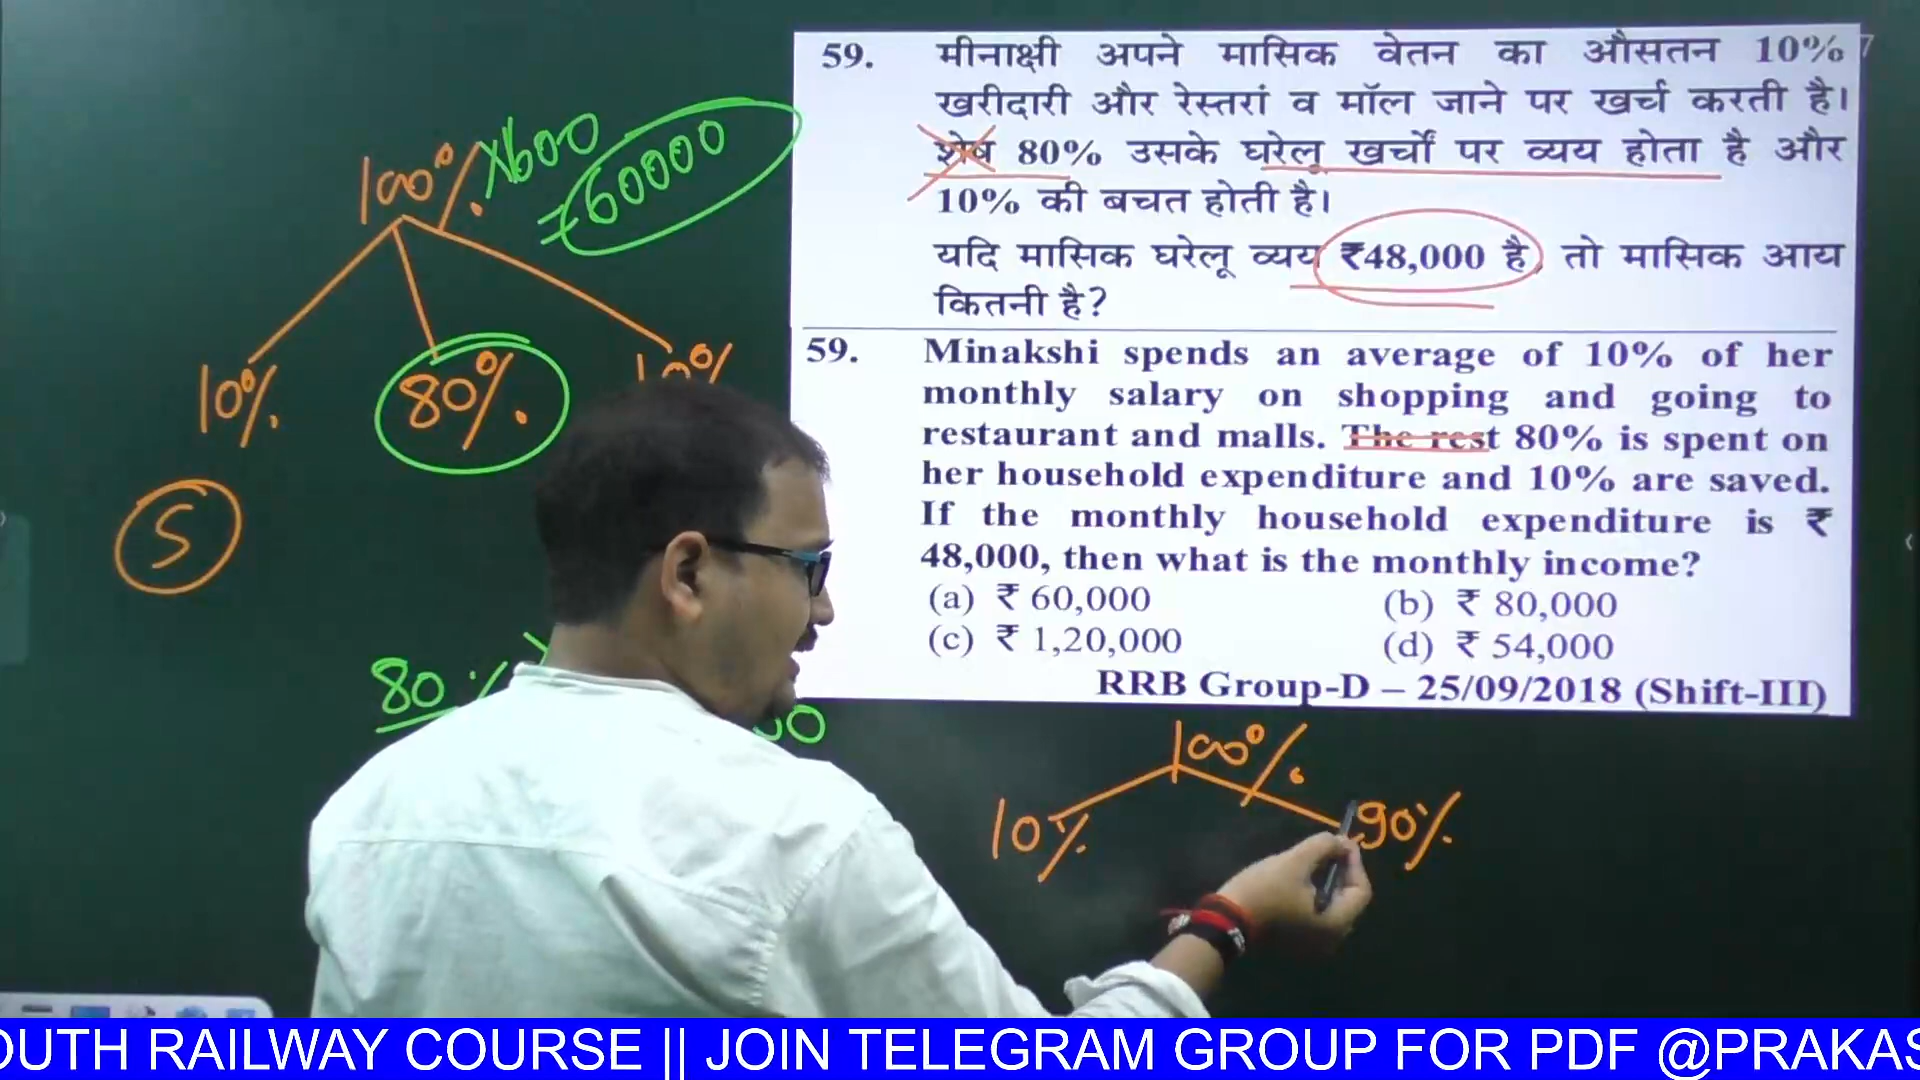 59. मीनाक्षी अपने मासिक वेतन का औसतन 10%
खरीदारी और रेस्तरां व मॉल जाने पर खर्च करती है।
शेष 80% उसके घरेलू खर्चों पर व्यय होता है और
10% की बचत होती है।
यदि मासिक घरेलू व्यय ₹48,000 है, तो मासिक आय
कितनी है?
59. Minakshi spends an average of 10% of her
monthly salary on shopping and going to
restaurant and malls. The rest 80% is spent on
her household expenditure and 10% are saved.
If the monthly household expenditure is ₹
48,000, then what is the monthly income?
(a) ₹ 60,000 (b) ₹ 80,000
(c) ₹ 1,20,000 (d) ₹ 54,000
RRB Group-D – 25/09/2018 (Shift-III)
7
100% ×600
=60000
10% 80% 10%
S
80%
100%
10% 90%
OUTH RAILWAY COURSE || JOIN TELEGRAM GROUP FOR PDF @PRAKAS